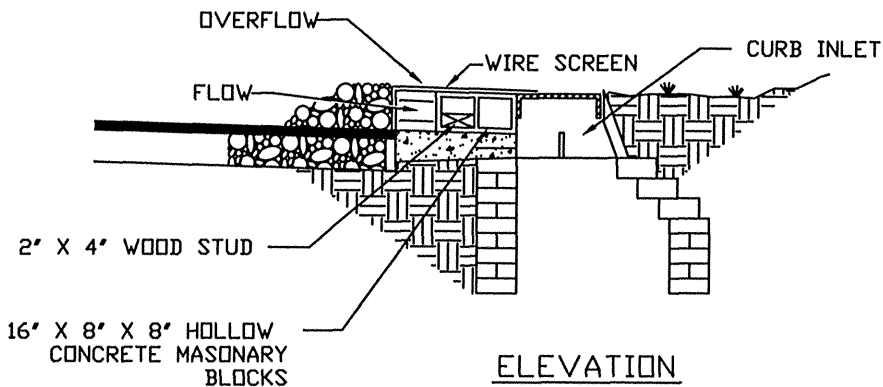 OVERFLOW
WIRE SCREEN
CURB INLET
FLOW
2" X 4" WOOD STUD
16" X 8" X 8" HOLLOW
CONCRETE MASONARY
BLOCKS
ELEVATION